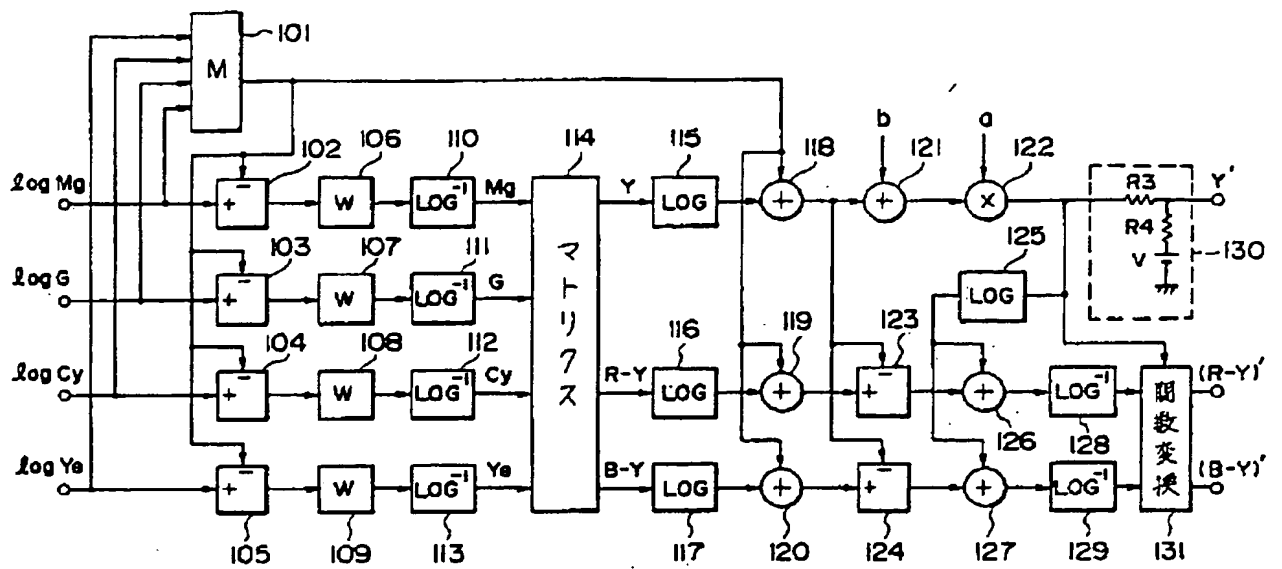 101
M
b
a
102
106
110
114
115
118
121
122
R3
Y'
ℓog Mg
+
−
W
LOG⁻¹
Mg
Y
LOG
+
+
×
R4
V
130
103
107
111
125
ℓog G
+
−
W
LOG⁻¹
G
マトリクス
LOG
104
108
112
116
119
123
ℓog Cy
+
−
W
LOG⁻¹
Cy
R-Y
LOG
+
+
−
+
LOG⁻¹
関数変換
(R-Y)'
126
128
ℓog Ye
+
−
W
LOG⁻¹
Ye
B-Y
LOG
+
+
−
+
LOG⁻¹
(B-Y)'
105
109
113
117
120
124
127
129
131